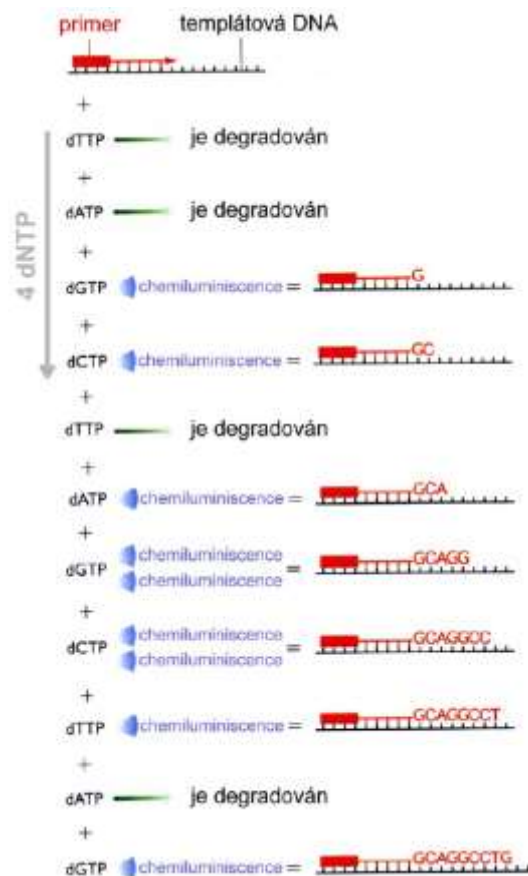 primer templátová DNA
+
dTTP je degradován
+
dATP je degradován
+
4 dNTP
G
dGTP chemiluminiscence =
+
GC
dCTP chemiluminiscence =
+
dTTP je degradován
+
GCA
dATP chemiluminiscence =
+
chemiluminiscence
GCAGG
dGTP =
chemiluminiscence
+
chemiluminiscence
GCAGGCC
dCTP =
chemiluminiscence
+
GCAGGCCT
dTTP chemiluminiscence =
+
dATP je degradován
+
GCAGGCCTG
dGTP chemiluminiscence =